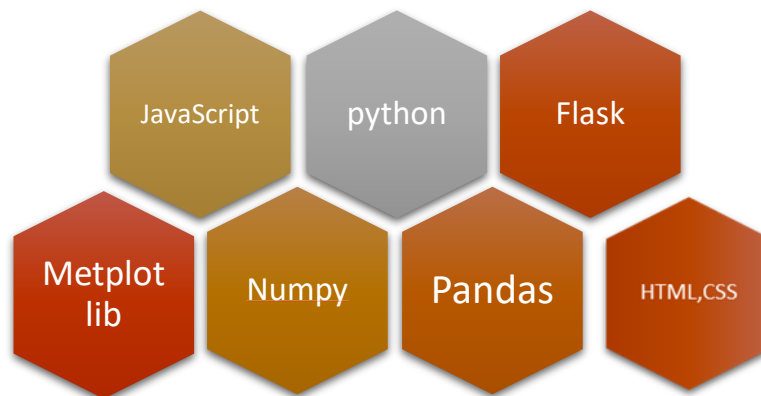 JavaScript
python
Flask
Metplot
lib
Numpy
Pandas
HTML,CSS